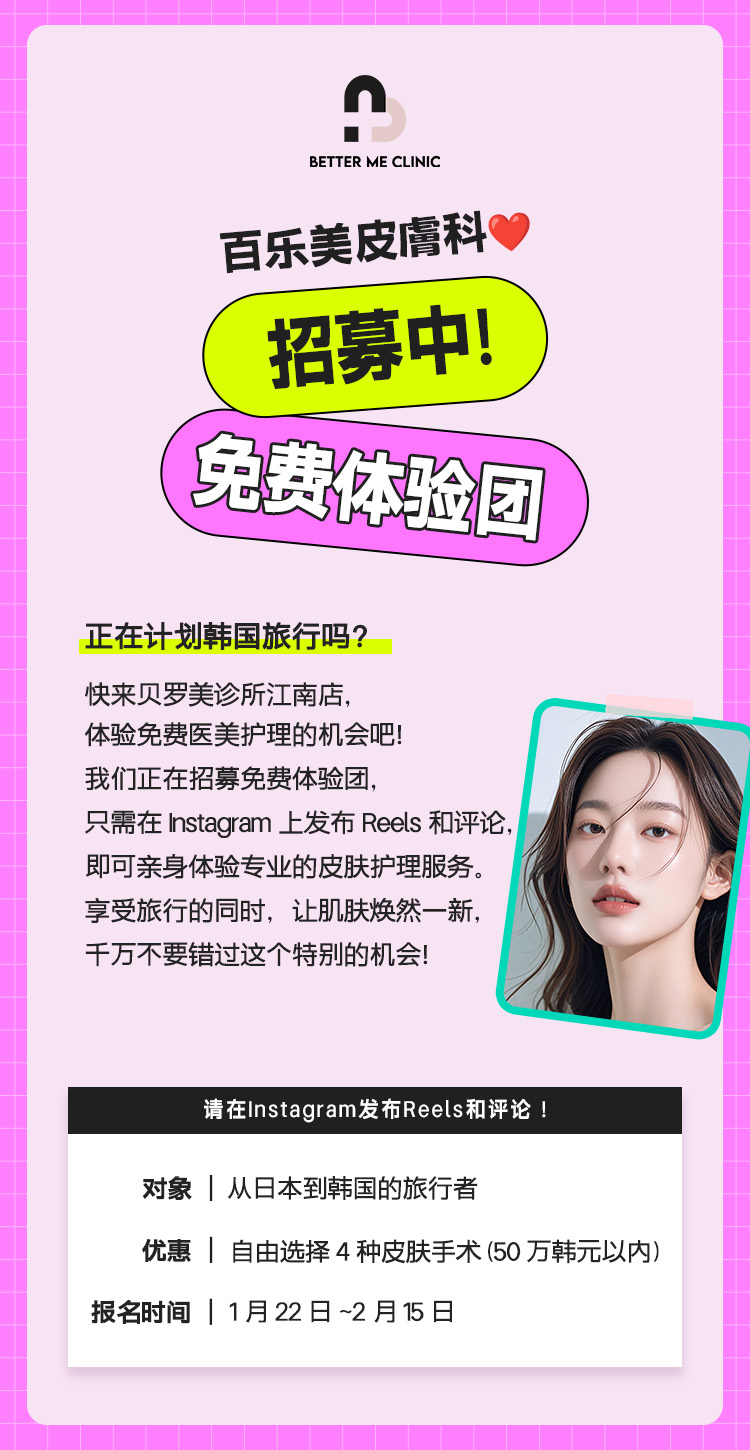 BETTER ME CLINIC
百乐美皮膚科❤️
招募中!
免费体验团
正在计划韩国旅行吗?
快来贝罗美诊所江南店,
体验免费医美护理的机会吧!
我们正在招募免费体验团,
只需在 Instagram 上发布 Reels 和评论,
即可亲身体验专业的皮肤护理服务。
享受旅行的同时，让肌肤焕然一新,
千万不要错过这个特别的机会!
请在Instagram发布Reels和评论！
对象 | 从日本到韩国的旅行者
优惠 | 自由选择 4 种皮肤手术 (50 万韩元以内)
报名时间 | 1 月 22 日 ~2 月 15 日